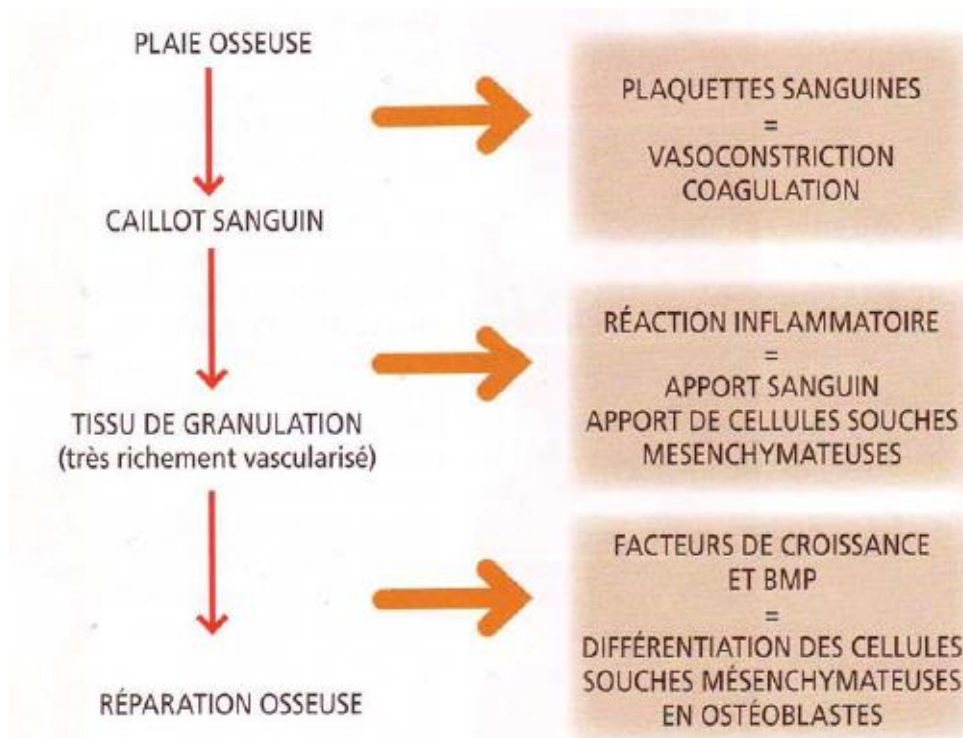 PLAIE OSSEUSE
PLAQUETTES SANGUINES
=
VASOCONSTRICTION
COAGULATION
CAILLOT SANGUIN
RÉACTION INFLAMMATOIRE
=
APPORT SANGUIN
APPORT DE CELLULES SOUCHES
MESENCHYMATEUSES
TISSU DE GRANULATION
(très richement vascularisé)
FACTEURS DE CROISSANCE
ET BMP
=
DIFFÉRENTIATION DES CELLULES
SOUCHES MÉSENCHYMATEUSES
EN OSTÉOBLASTES
RÉPARATION OSSEUSE